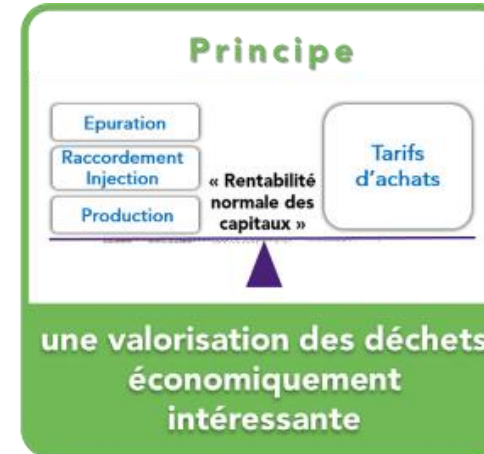 Principe
Epuration
Raccordement
Injection
Production
« Rentabilité
normale des
capitaux »
Tarifs
d'achats
une valorisation des déchets
économiquement
intéressante